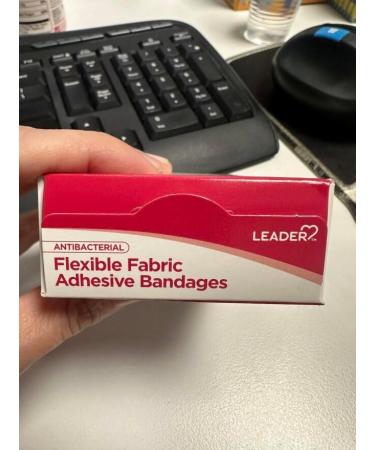 LEADER
ANTIBACTERIAL
Flexible Fabric
Adhesive Bandages